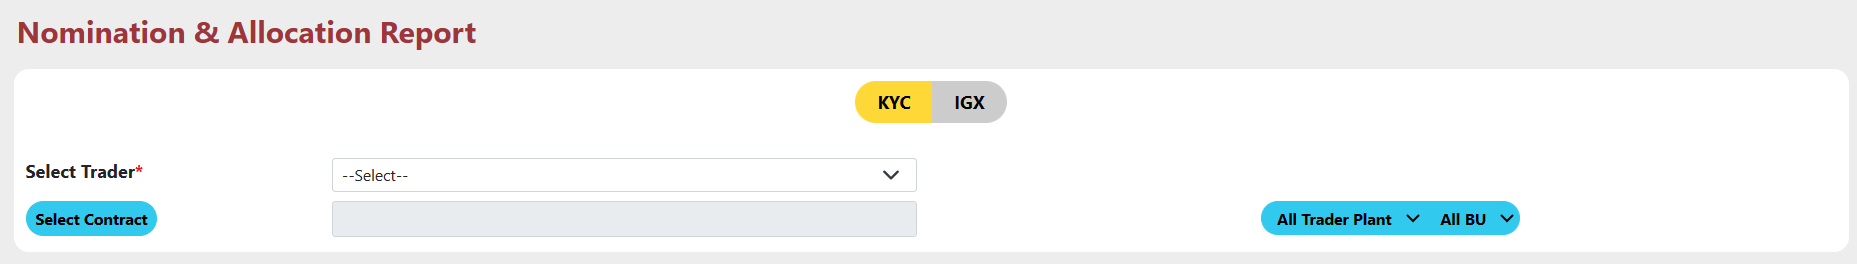 Nomination & Allocation Report
KYC IGX
Select Trader* --Select--
Select Contract All Trader Plant All BU